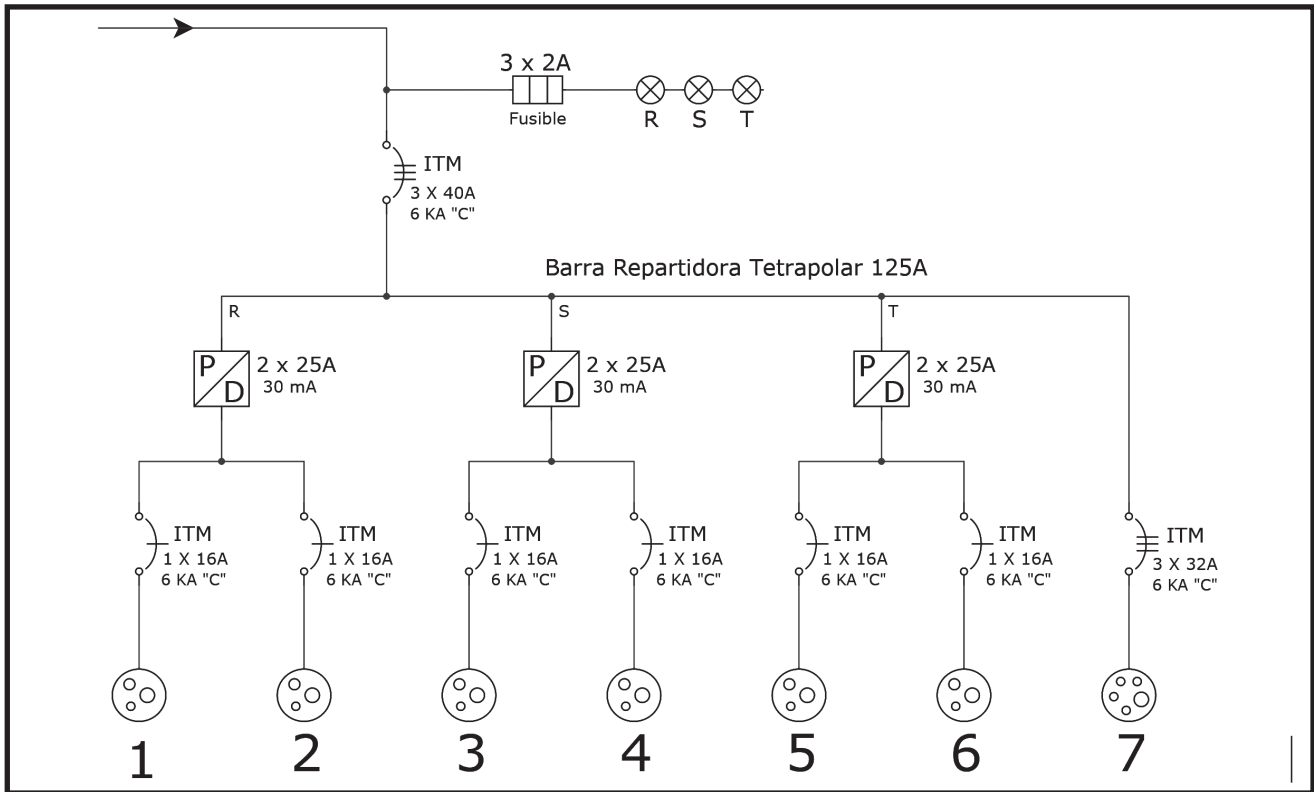 3 x 2A
Fusible
R S T
ITM
3 X 40A
6 KA "C"
Barra Repartidora Tetrapolar 125A
R S T
P/D 2 x 25A
30 mA
P/D 2 x 25A
30 mA
P/D 2 x 25A
30 mA
ITM
1 X 16A
6 KA "C"
ITM
1 X 16A
6 KA "C"
ITM
1 X 16A
6 KA "C"
ITM
1 X 16A
6 KA "C"
ITM
1 X 16A
6 KA "C"
ITM
1 X 16A
6 KA "C"
ITM
3 X 32A
6 KA "C"
1 2 3 4 5 6 7